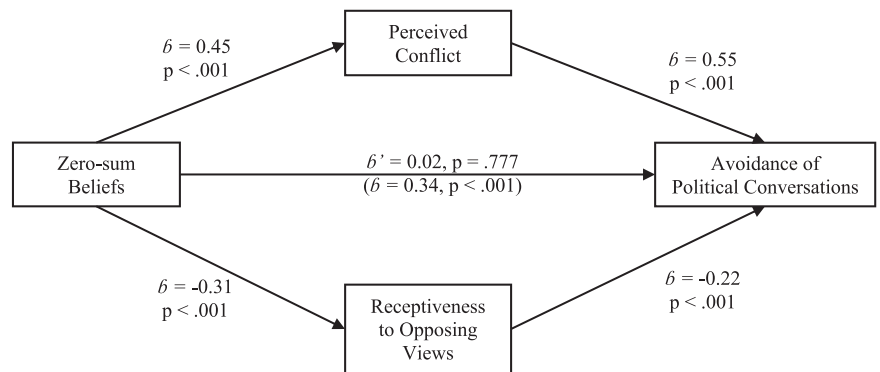 Perceived
Conflict
ϐ = 0.45
p < .001
ϐ = 0.55
p < .001
Zero-sum
Beliefs
ϐ’ = 0.02, p = .777
(ϐ = 0.34, p < .001)
Avoidance of
Political Conversations
ϐ = -0.31
p < .001
ϐ = -0.22
p < .001
Receptiveness
to Opposing
Views